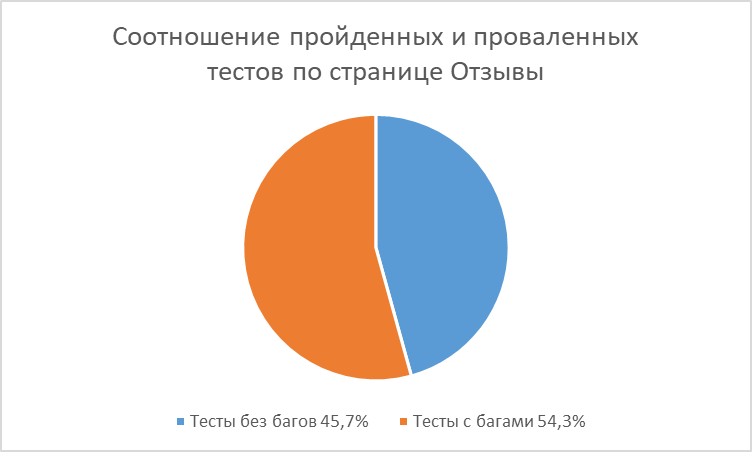 Соотношение пройденных и проваленных
тестов по странице Отзывы
Тесты без багов 45,7% Тесты с багами 54,3%